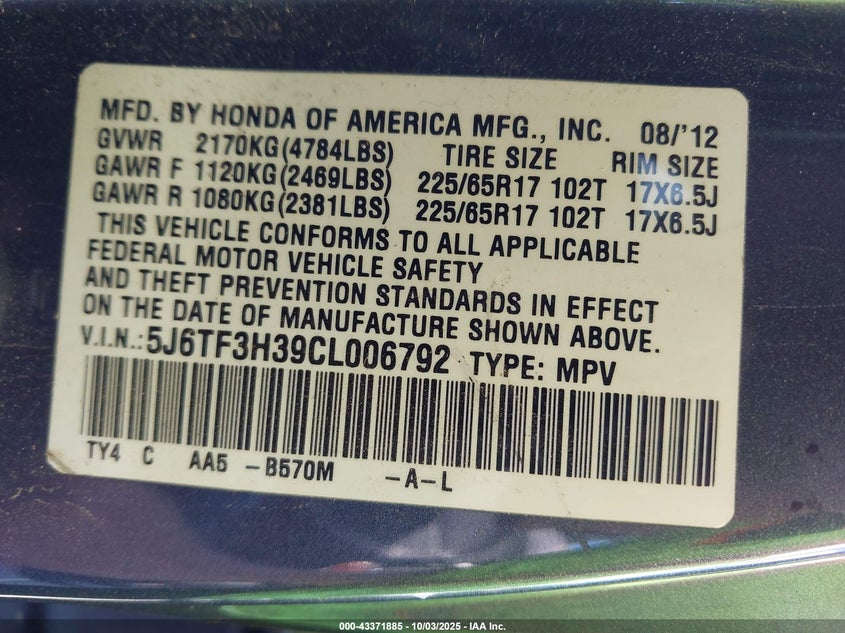 MFD. BY HONDA OF AMERICA MFG., INC. 08/'12
GVWR 2170KG(4784LBS) TIRE SIZE RIM SIZE
GAWR F 1120KG(2469LBS) 225/65R17 102T 17X6.5J
GAWR R 1080KG(2381LBS) 225/65R17 102T 17X6.5J
THIS VEHICLE CONFORMS TO ALL APPLICABLE
FEDERAL MOTOR VEHICLE SAFETY
AND THEFT PREVENTION STANDARDS IN EFFECT
ON THE DATE OF MANUFACTURE SHOWN ABOVE.
V.I.N.:5J6TF3H39CL006792 TYPE: MPV
TY4 C AA5 -B570M -A-L
000-43371885 - 10/03/2025 - IAA Inc.